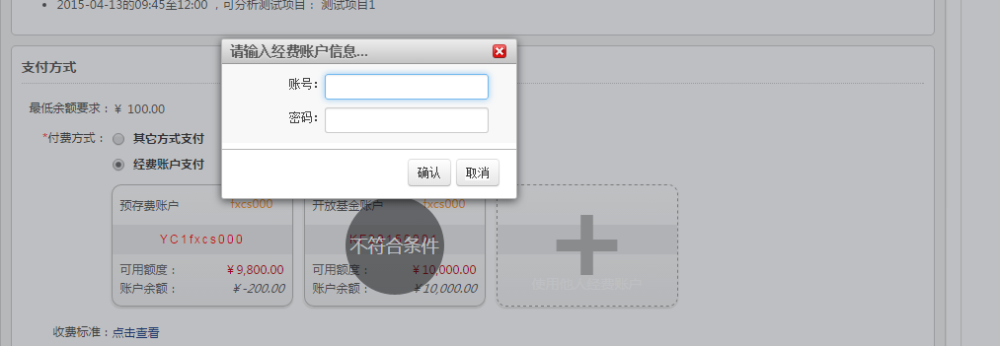 2015-04-13的09:45至12:00 ，可分析测试项目： 测试项目1
请输入经费账户信息...
账号：
密码：
确认 取消
支付方式
最低余额要求：￥ 100.00
*付费方式： 其它方式支付
经费账户支付
预存费账户 fxcs000
YC1fxcs000
可用额度： ￥9,800.00
账户余额： ￥-200.00
开放基金账户 fxcs000
不符合条件
可用额度： ￥10,000.00
账户余额： ￥10,000.00
使用他人经费账户
收费标准：点击查看